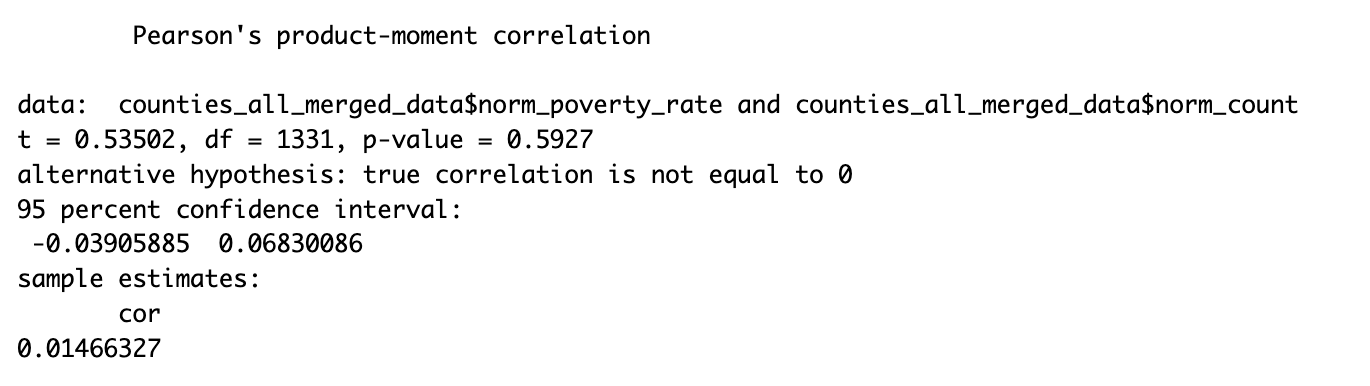 Pearson's product-moment correlation
data:  counties_all_merged_data$norm_poverty_rate and counties_all_merged_data$norm_count
t = 0.53502, df = 1331, p-value = 0.5927
alternative hypothesis: true correlation is not equal to 0
95 percent confidence interval:
-0.03905885  0.06830086
sample estimates:
cor
0.01466327